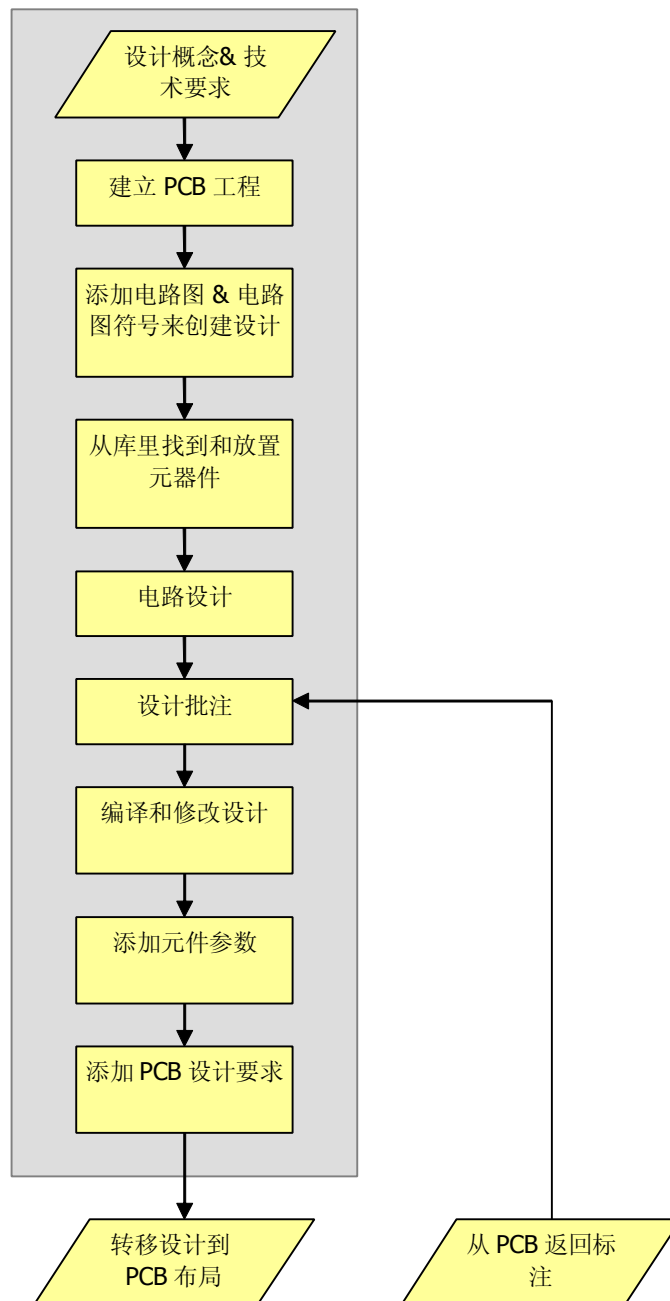 设计概念& 技
术要求
建立 PCB 工程
添加电路图 & 电路
图符号来创建设计
从库里找到和放置
元器件
电路设计
设计批注
编译和修改设计
添加元件参数
添加 PCB 设计要求
转移设计到
PCB 布局
从 PCB 返回标
注